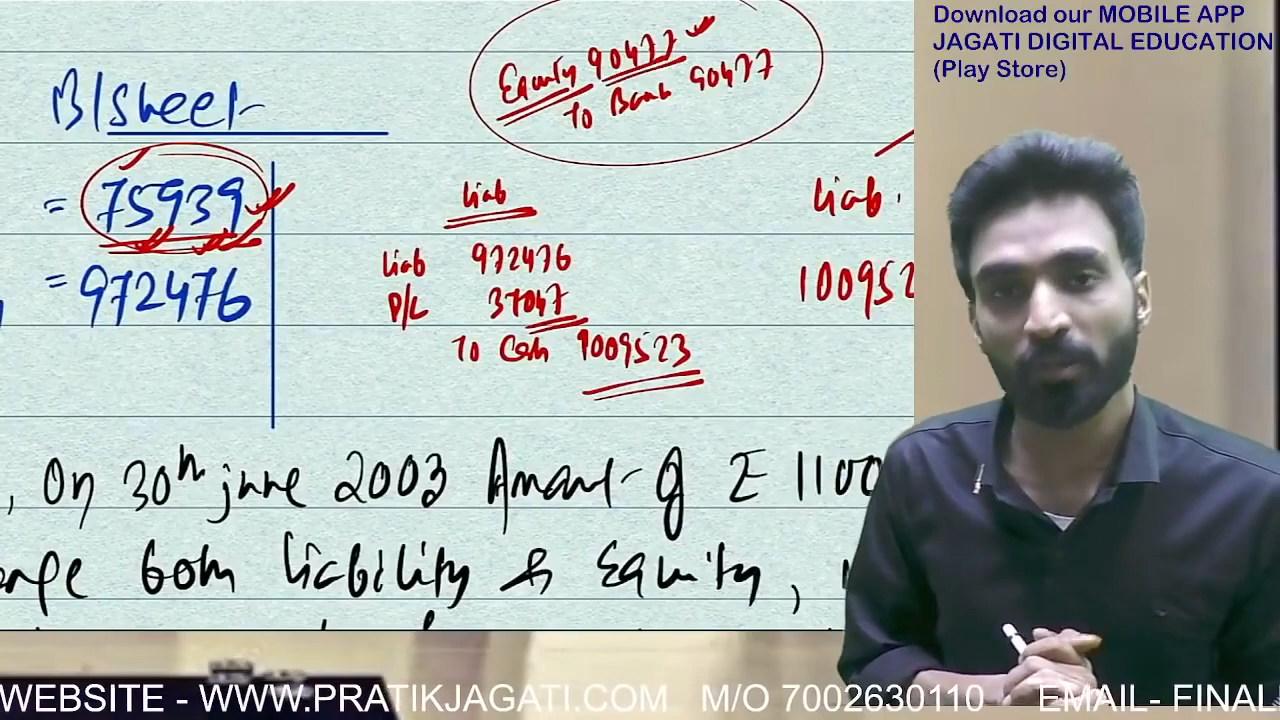 Download our MOBILE APP
JAGATI DIGITAL EDUCATION
(Play Store)
Equity 90477
To Bank 90477
B/Sheet
= 75939
= 972476
liab
liab 972476
P/L 37047
To Cash 1009523
liab.
100952
, On 30th june 2003 Amount of 1100
both liability & Equity,
WEBSITE - WWW.PRATIKJAGATI.COM M/O 7002630110 EMAIL- FINAL